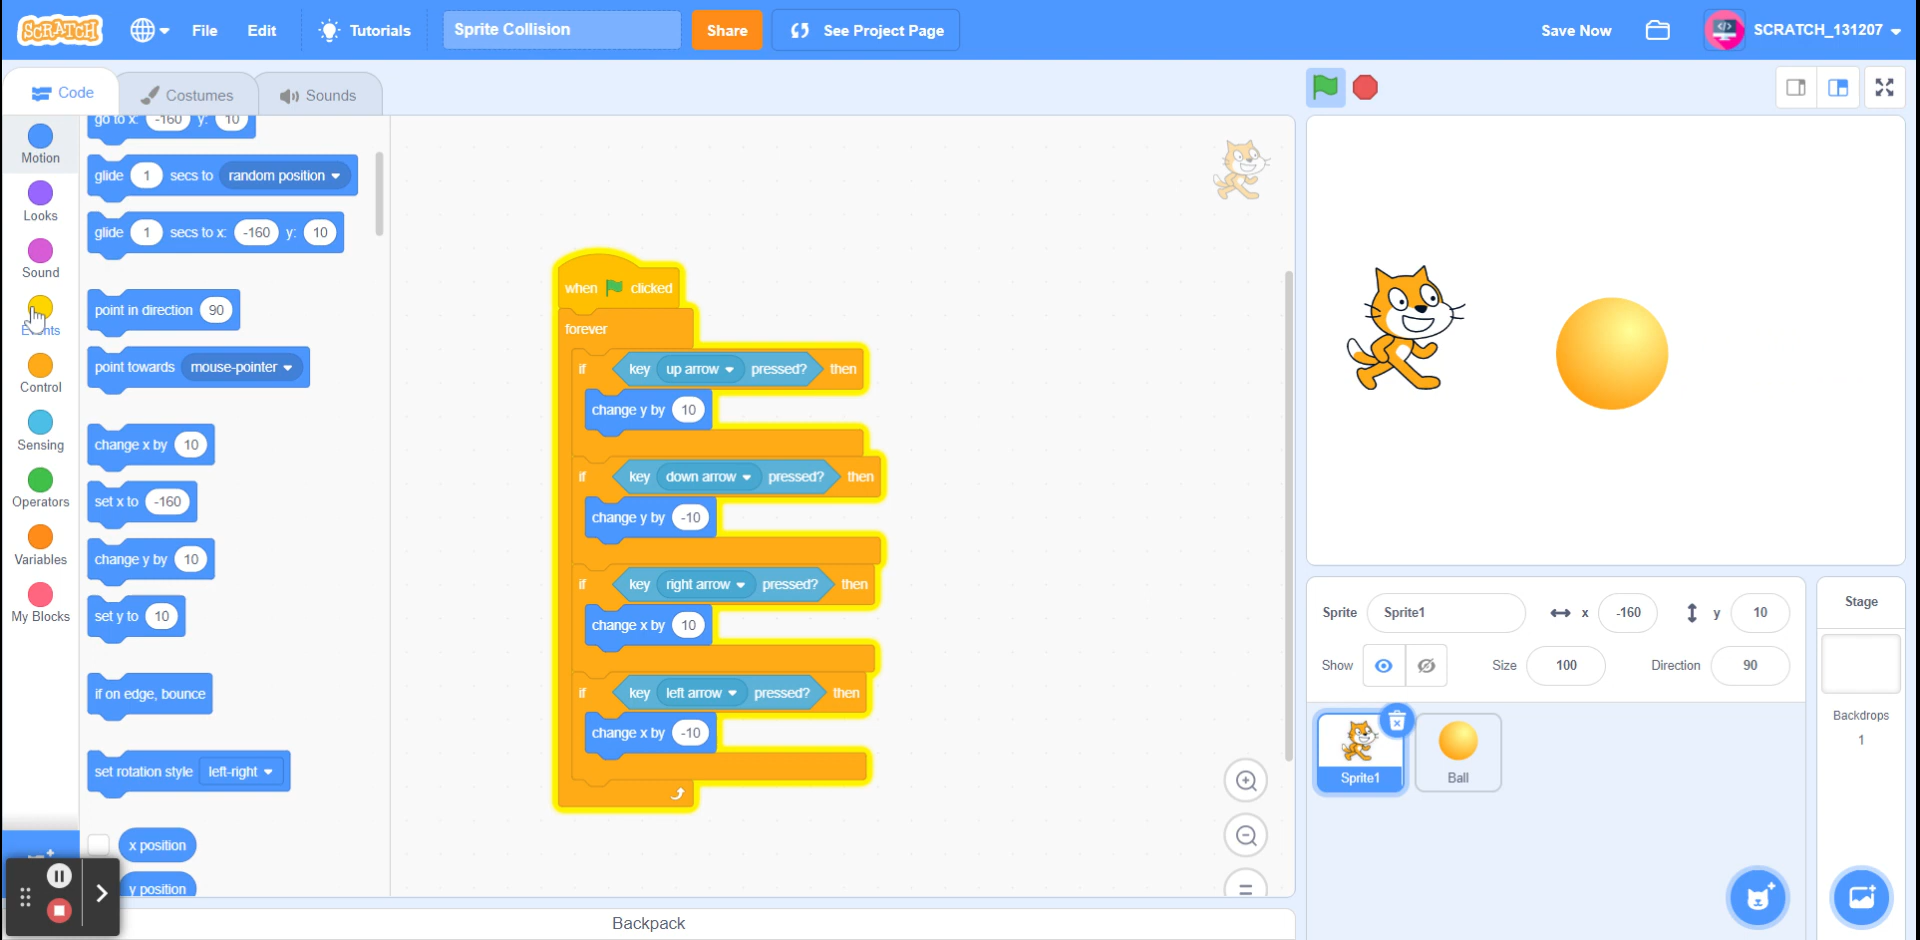 SCRATCH
File
Edit
Tutorials
Sprite Collision
Share
See Project Page
Save Now
SCRATCH_131207
Code
Costumes
Sounds
Motion
Looks
Sound
Events
Control
Sensing
Operators
Variables
My Blocks
go to x: -160 y: 10
glide 1 secs to random position
glide 1 secs to x: -160 y: 10
point in direction 90
point towards mouse-pointer
change x by 10
set x to -160
change y by 10
set y to 10
if on edge, bounce
set rotation style left-right
x position
y position
when clicked
forever
if key up arrow pressed? then
change y by 10
if key down arrow pressed? then
change y by -10
if key right arrow pressed? then
change x by 10
if key left arrow pressed? then
change x by -10
Backpack
Sprite Sprite1 x -160 y 10
Show Size 100 Direction 90
Sprite1
Ball
Stage
Backdrops
1